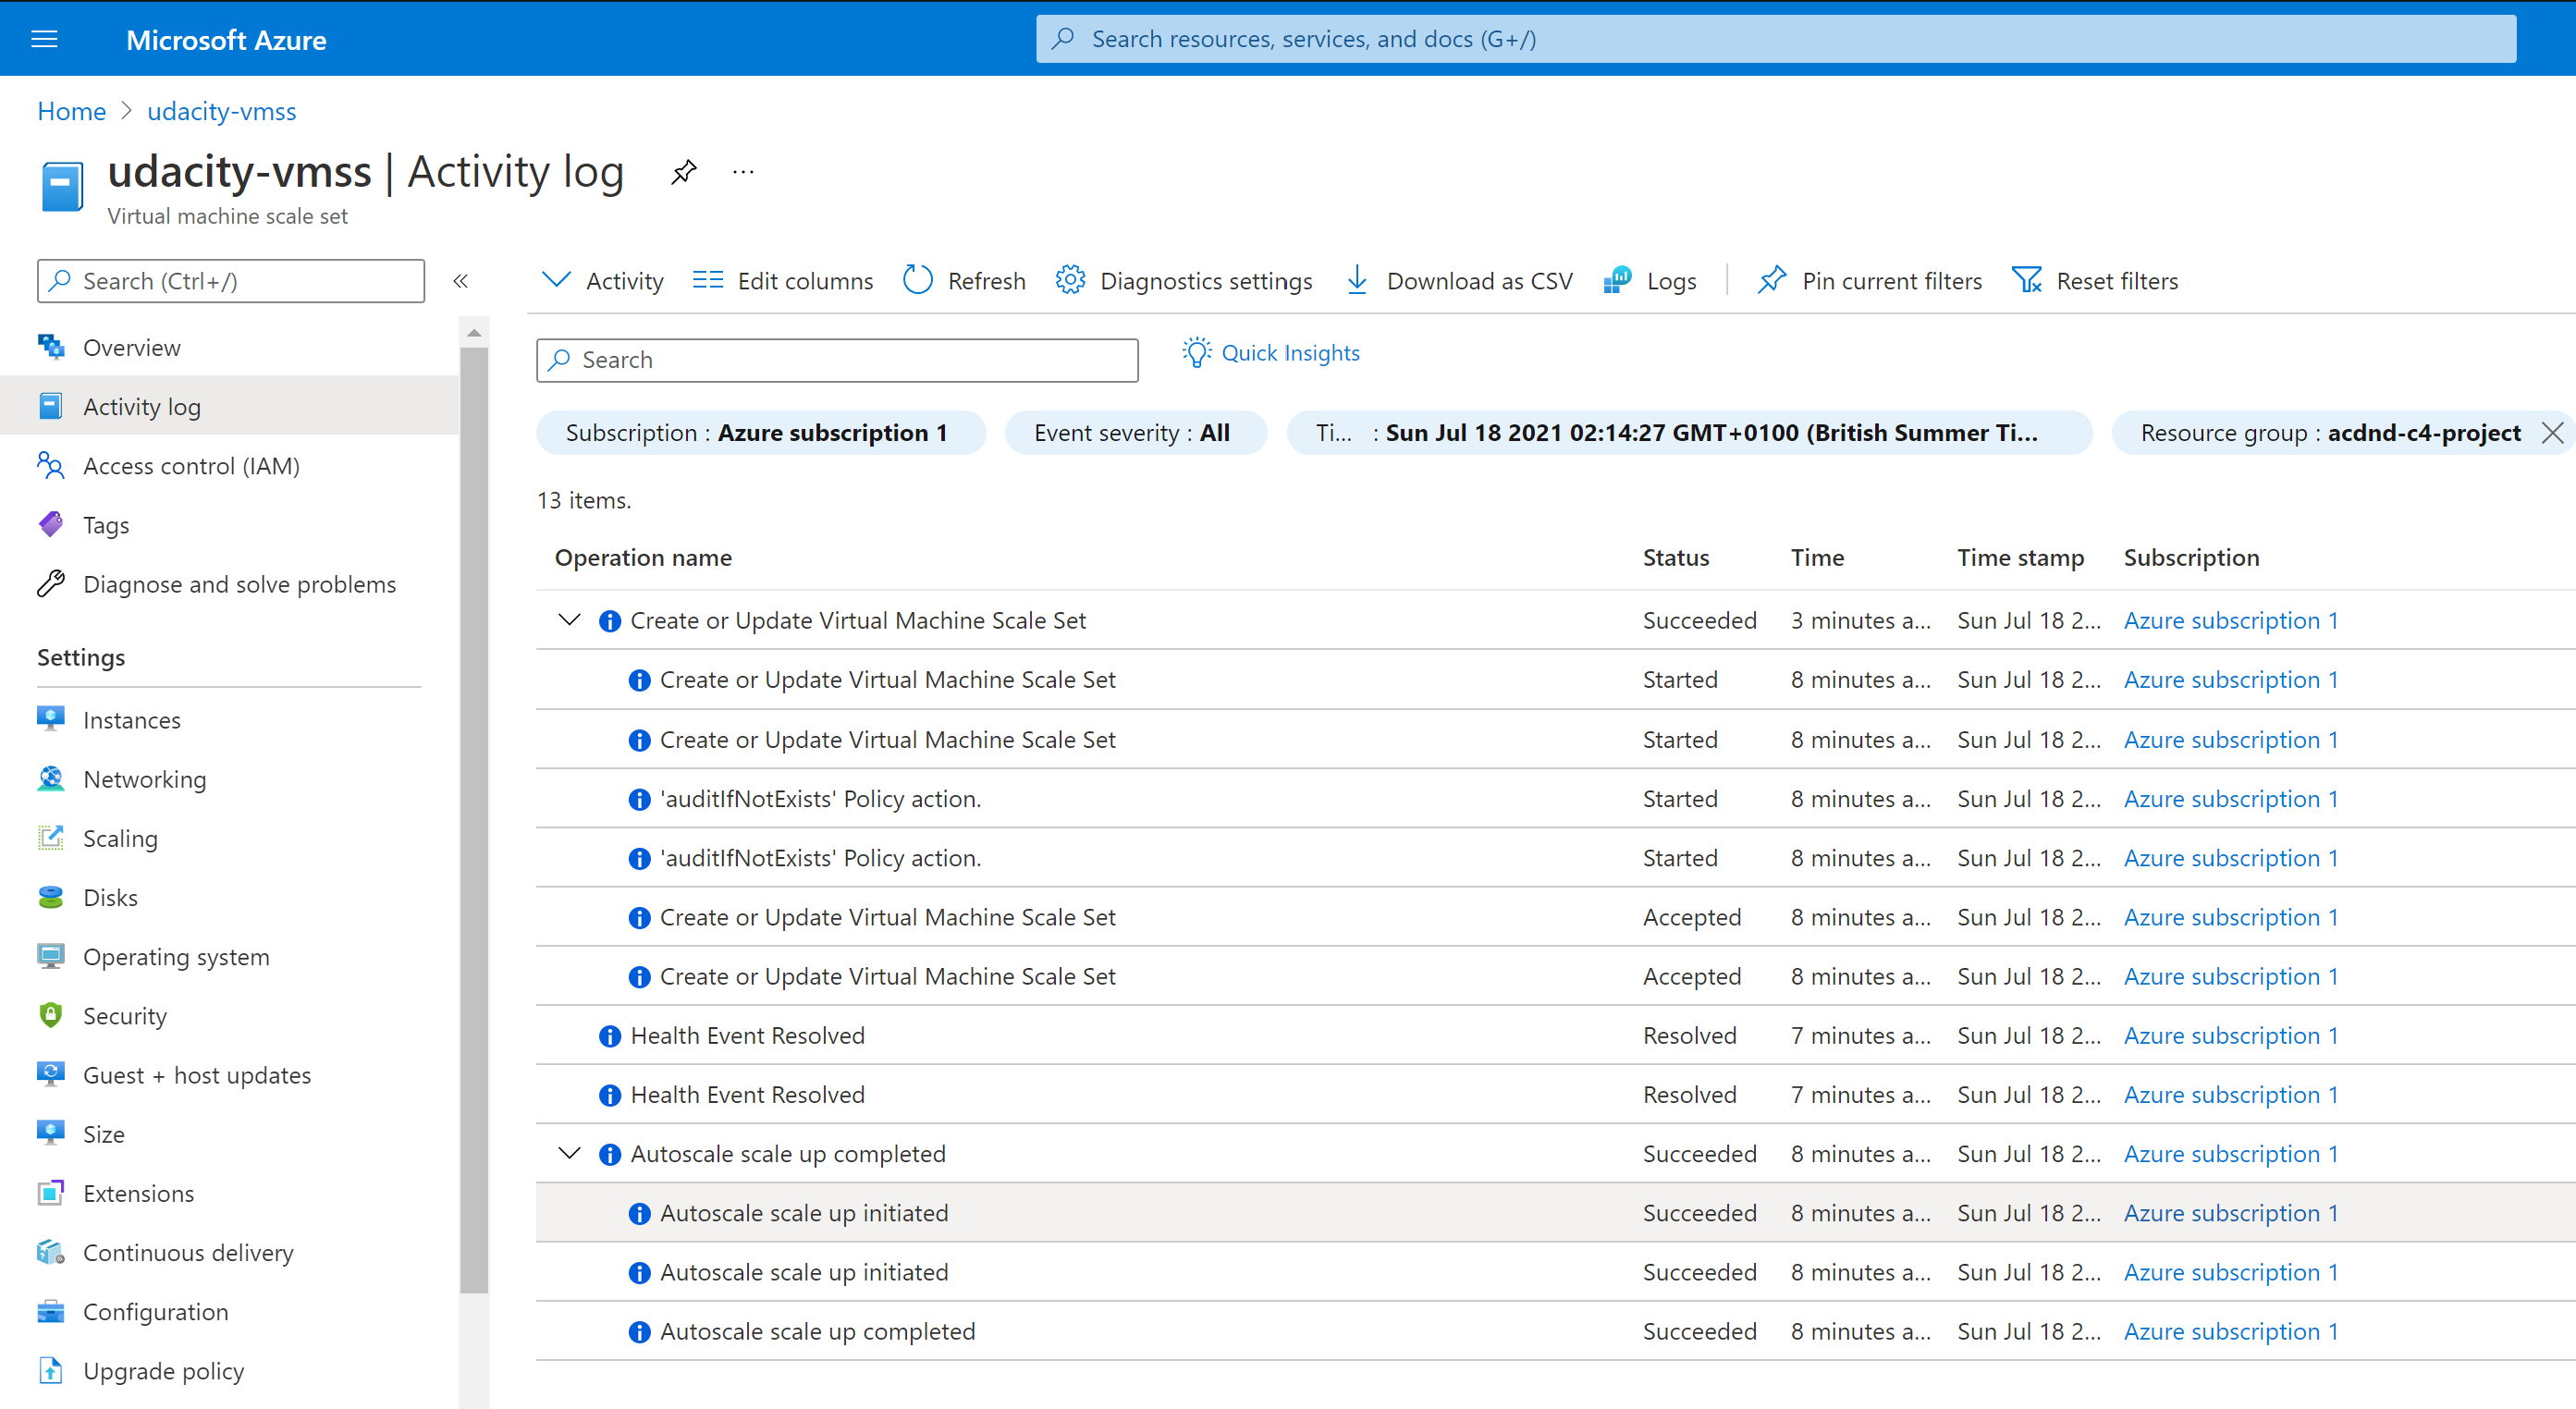 Microsoft Azure
Search resources, services, and docs (G+/)
Home > udacity-vmss
udacity-vmss | Activity log ...
Virtual machine scale set
Search (Ctrl+/) «
Overview
Activity log
Access control (IAM)
Tags
Diagnose and solve problems
Settings
Instances
Networking
Scaling
Disks
Operating system
Security
Guest + host updates
Size
Extensions
Continuous delivery
Configuration
Upgrade policy
Activity Edit columns Refresh Diagnostics settings Download as CSV Logs Pin current filters Reset filters
Search Quick Insights
Subscription : Azure subscription 1 Event severity : All Ti... : Sun Jul 18 2021 02:14:27 GMT+0100 (British Summer Ti... Resource group : acdnd-c4-project
13 items.
Operation name Status Time Time stamp Subscription
Create or Update Virtual Machine Scale Set Succeeded 3 minutes a... Sun Jul 18 2... Azure subscription 1
Create or Update Virtual Machine Scale Set Started 8 minutes a... Sun Jul 18 2... Azure subscription 1
Create or Update Virtual Machine Scale Set Started 8 minutes a... Sun Jul 18 2... Azure subscription 1
'auditIfNotExists' Policy action. Started 8 minutes a... Sun Jul 18 2... Azure subscription 1
'auditIfNotExists' Policy action. Started 8 minutes a... Sun Jul 18 2... Azure subscription 1
Create or Update Virtual Machine Scale Set Accepted 8 minutes a... Sun Jul 18 2... Azure subscription 1
Create or Update Virtual Machine Scale Set Accepted 8 minutes a... Sun Jul 18 2... Azure subscription 1
Health Event Resolved Resolved 7 minutes a... Sun Jul 18 2... Azure subscription 1
Health Event Resolved Resolved 7 minutes a... Sun Jul 18 2... Azure subscription 1
Autoscale scale up completed Succeeded 8 minutes a... Sun Jul 18 2... Azure subscription 1
Autoscale scale up initiated Succeeded 8 minutes a... Sun Jul 18 2... Azure subscription 1
Autoscale scale up initiated Succeeded 8 minutes a... Sun Jul 18 2... Azure subscription 1
Autoscale scale up completed Succeeded 8 minutes a... Sun Jul 18 2... Azure subscription 1